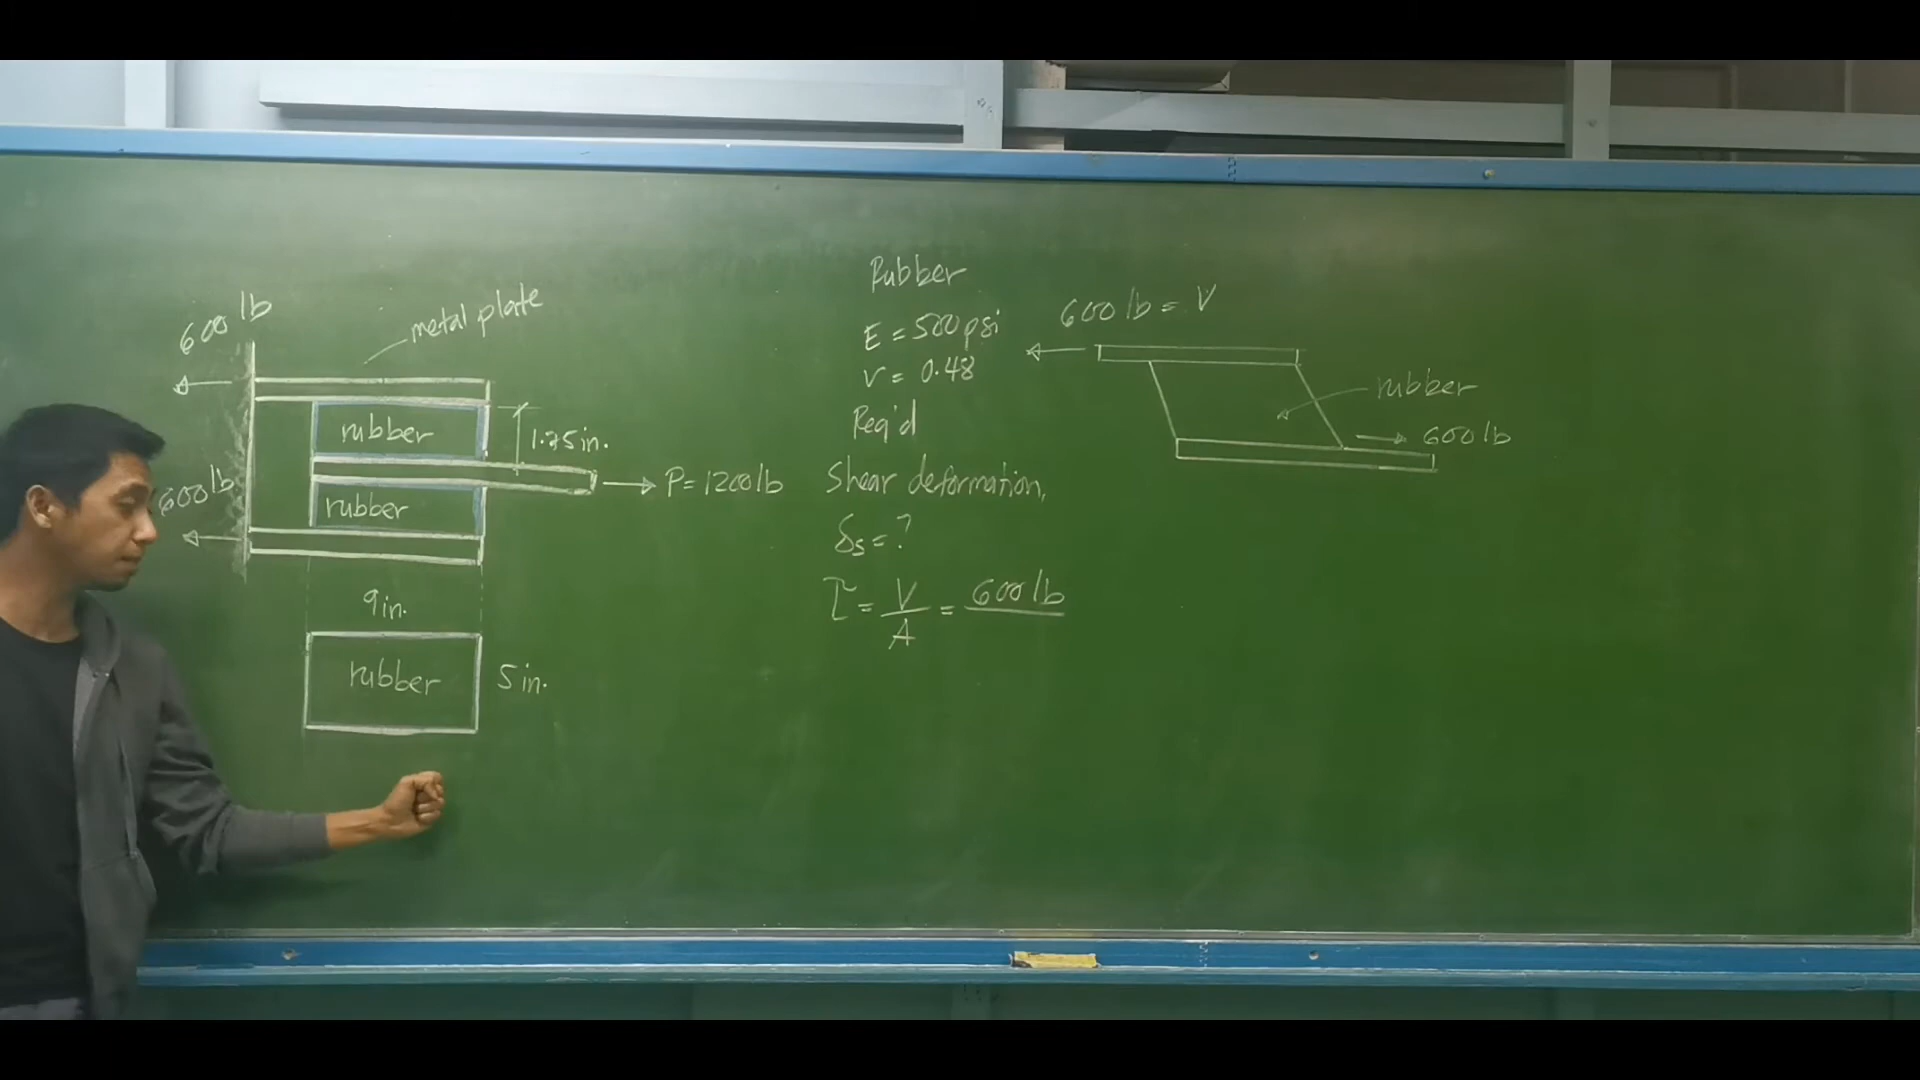 600 lb
metal plate
rubber
1.25 in.
600 lb
P = 1200 lb
rubber
9 in.
rubber
5 in.
Rubber
E = 500 psi
ν = 0.48
Req'd
Shear deformation,
δs = ?
τ = V/A = 600 lb
600 lb = V
rubber
600 lb